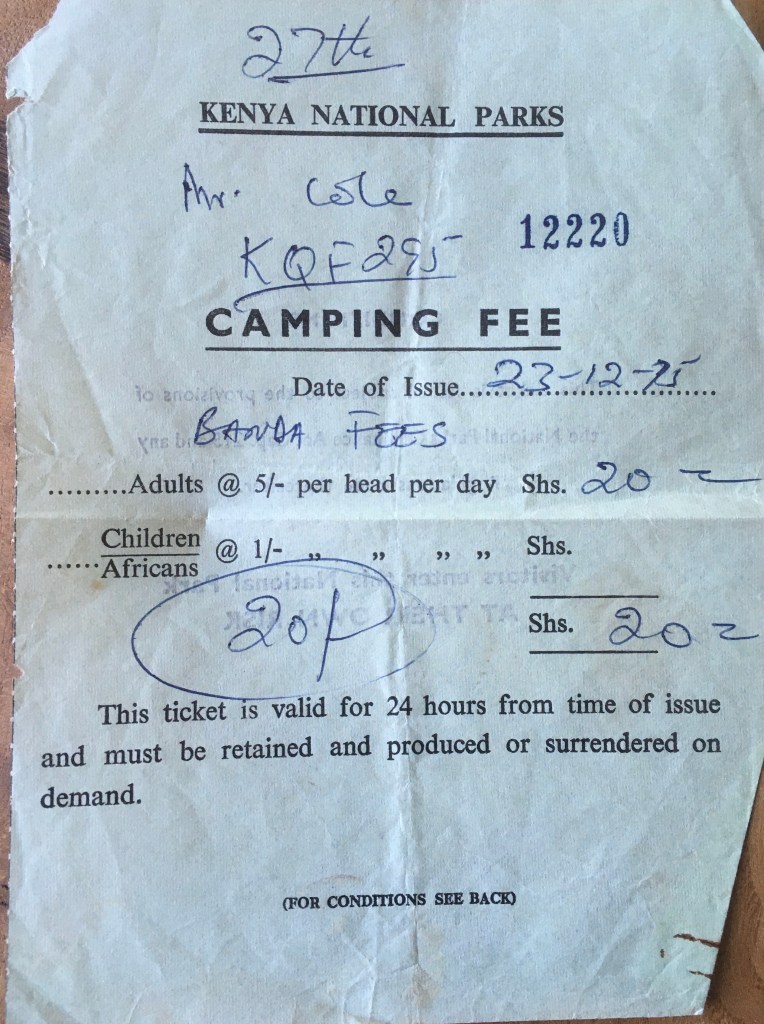 27th
KENYA NATIONAL PARKS
Mr. Cole
12220
KQF295
CAMPING FEE
Date of Issue....23-12-75....
BANDA FEES
.........Adults @ 5/- per head per day Shs. 20 =
......Children/Africans @ 1/- „ „ „ „ Shs.
20/-
Shs. 20 =
This ticket is valid for 24 hours from time of issue
and must be retained and produced or surrendered on
demand.
(FOR CONDITIONS SEE BACK)